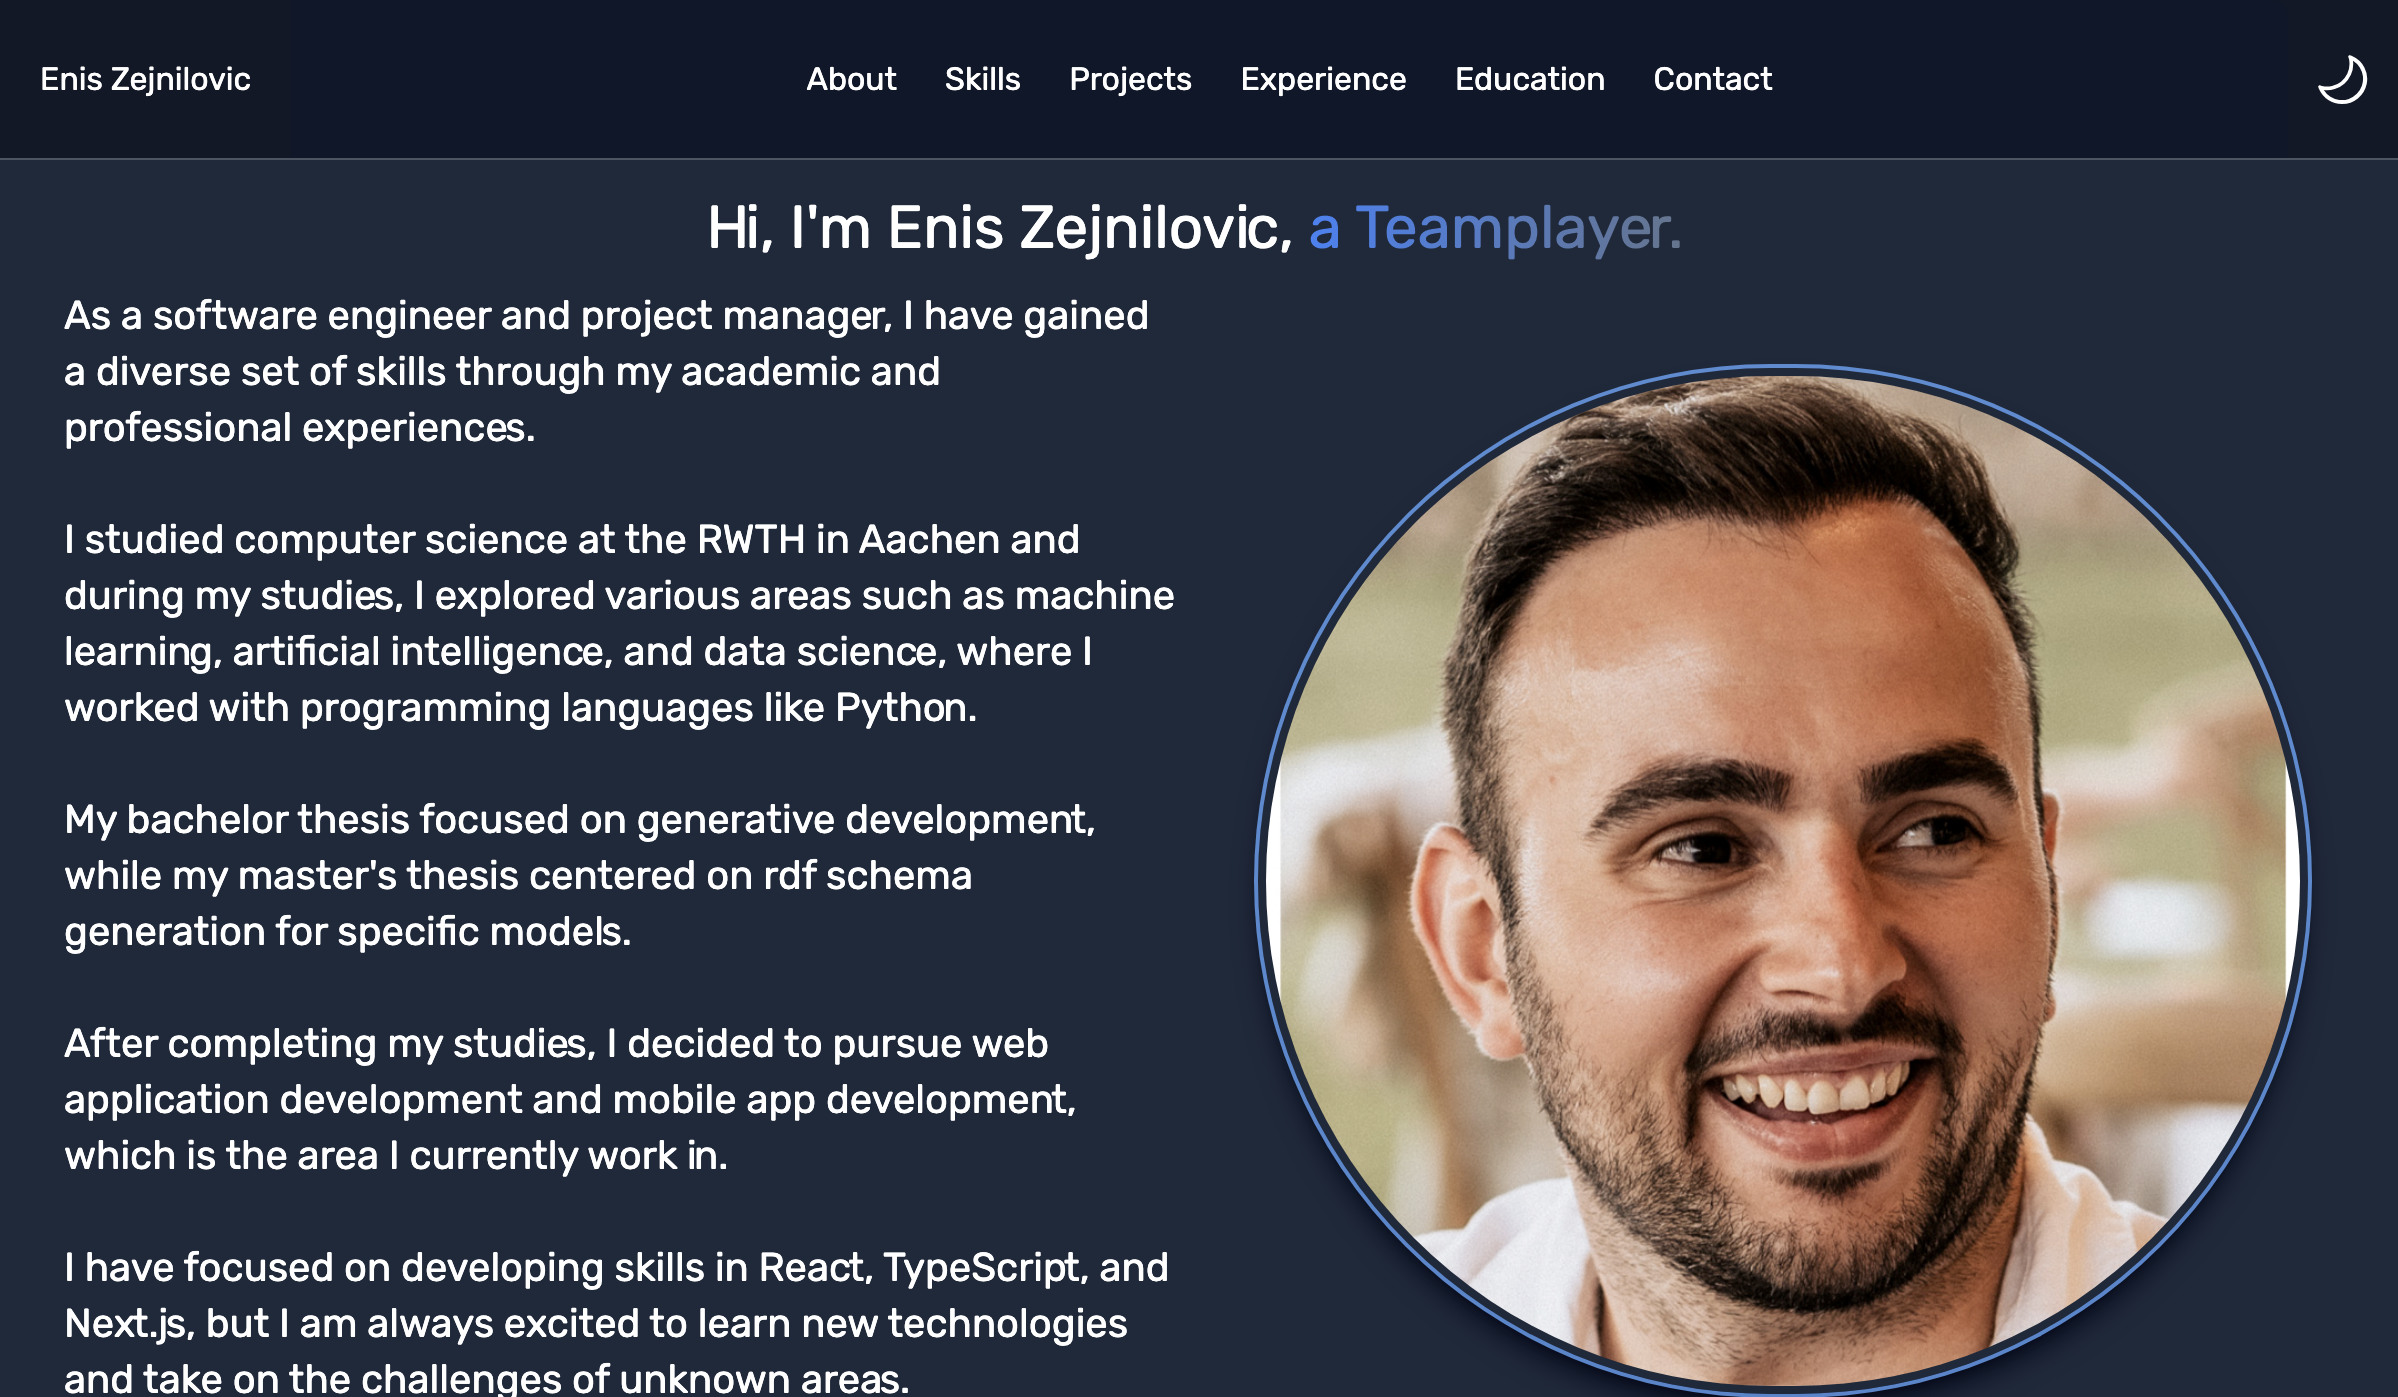 Enis Zejnilovic
About Skills Projects Experience Education Contact
Hi, I'm Enis Zejnilovic, a Teamplayer.
As a software engineer and project manager, I have gained
a diverse set of skills through my academic and
professional experiences.
I studied computer science at the RWTH in Aachen and
during my studies, I explored various areas such as machine
learning, artificial intelligence, and data science, where I
worked with programming languages like Python.
My bachelor thesis focused on generative development,
while my master's thesis centered on rdf schema
generation for specific models.
After completing my studies, I decided to pursue web
application development and mobile app development,
which is the area I currently work in.
I have focused on developing skills in React, TypeScript, and
Next.js, but I am always excited to learn new technologies
and take on the challenges of unknown areas.